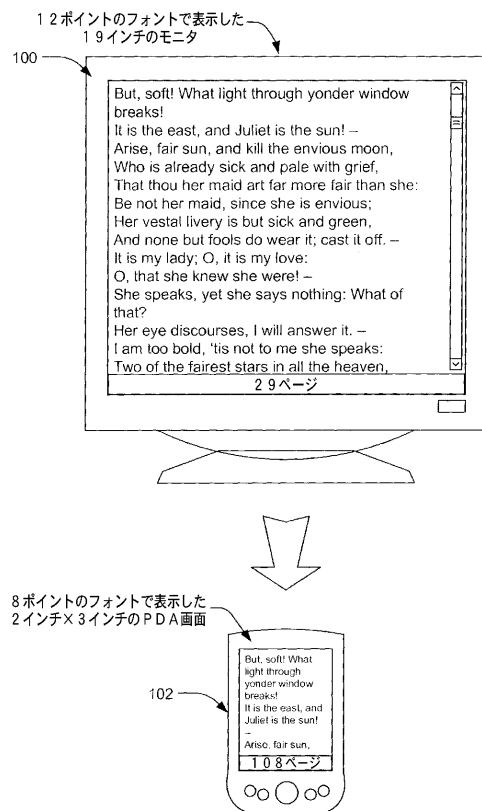 12ポイントのフォントで表示した
19インチのモニタ
100
But, soft! What light through yonder window
breaks!
It is the east, and Juliet is the sun! –
Arise, fair sun, and kill the envious moon,
Who is already sick and pale with grief,
That thou her maid art far more fair than she:
Be not her maid, since she is envious;
Her vestal livery is but sick and green,
And none but fools do wear it; cast it off. –
It is my lady; O, it is my love:
O, that she knew she were! –
She speaks, yet she says nothing: What of
that?
Her eye discourses, I will answer it. –
I am too bold, 'tis not to me she speaks:
Two of the fairest stars in all the heaven,
29ページ
8ポイントのフォントで表示した
2インチ×3インチのPDA画面
102
But, soft! What
light through
yonder window
breaks!
It is the east, and
Juliet is the sun!
–
Arise, fair sun,
108ページ